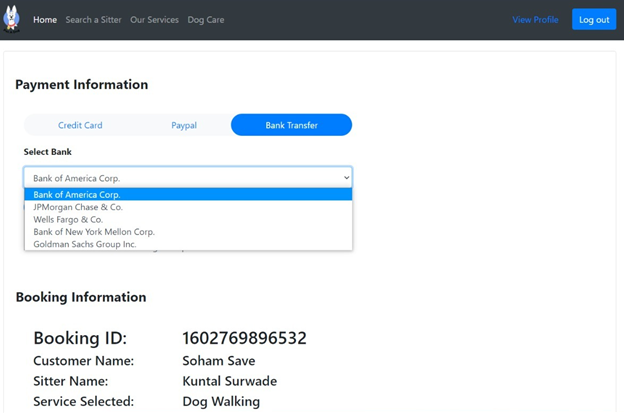 Home Search a Sitter Our Services Dog Care View Profile Log out
Payment Information
Credit Card Paypal Bank Transfer
Select Bank
Bank of America Corp.
Bank of America Corp.
JPMorgan Chase & Co.
Wells Fargo & Co.
Bank of New York Mellon Corp.
Goldman Sachs Group Inc.
Booking Information
Booking ID: 1602769896532
Customer Name: Soham Save
Sitter Name: Kuntal Surwade
Service Selected: Dog Walking